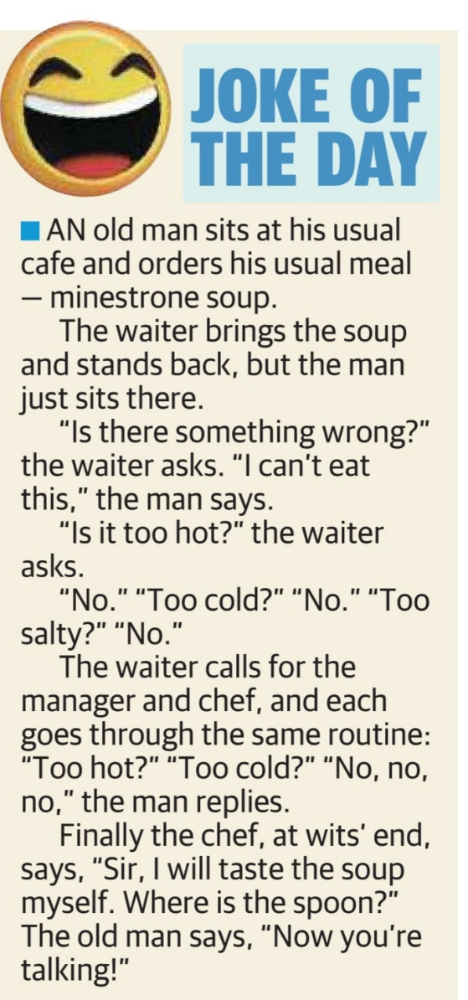 JOKE OF
THE DAY
■ AN old man sits at his usual
cafe and orders his usual meal
— minestrone soup.
The waiter brings the soup
and stands back, but the man
just sits there.
“Is there something wrong?”
the waiter asks. “I can’t eat
this,” the man says.
“Is it too hot?” the waiter
asks.
“No.” “Too cold?” “No.” “Too
salty?” “No.”
The waiter calls for the
manager and chef, and each
goes through the same routine:
“Too hot?” “Too cold?” “No, no,
no,” the man replies.
Finally the chef, at wits’ end,
says, “Sir, I will taste the soup
myself. Where is the spoon?”
The old man says, “Now you’re
talking!”